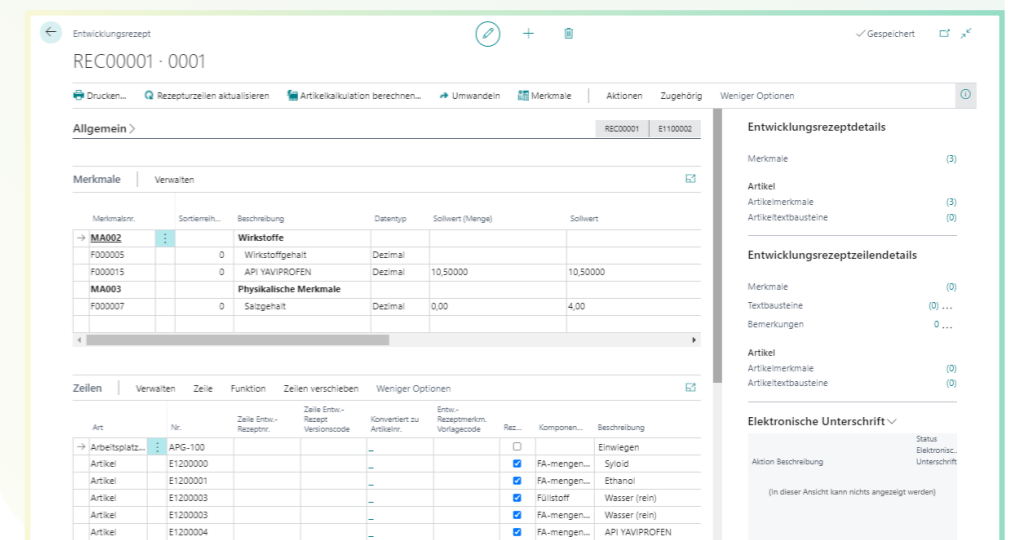 Entwicklungsrezept
Gespeichert
REC00001 · 0001
Drucken... Rezepturzeilen aktualisieren Artikelkalkulation berechnen... Umwandeln Merkmale Aktionen Zugehörig Weniger Optionen
Allgemein REC00001 E1100002
Merkmale Verwalten
Merkmalsnr. Sortierreih... Beschreibung Datentyp Sollwert (Menge) Sollwert
MA002 Wirkstoffe
F000005 0 Wirkstoffgehalt Dezimal
F000015 0 API YAVIPROFEN Dezimal 10,50000 10,50000
MA003 Physikalische Merkmale
F000007 0 Salzgehalt Dezimal 0,00 4,00
Zeilen Verwalten Zeile Funktion Zeilen verschieben Weniger Optionen
Art Nr. Zeile Entw.-Rezeptnr. Zeile Entw.-Rezept Versionscode Konvertiert zu Artikelnr. Entw.-Rezeptmerkm. Vorlagecode Rez... Komponen... Beschreibung
Arbeitsplatz... APG-100 _ Einwiegen
Artikel E1200000 _ FA-mengen... Syloid
Artikel E1200001 _ FA-mengen... Ethanol
Artikel E1200003 _ Füllstoff Wasser (rein)
Artikel E1200003 _ FA-mengen... Wasser (rein)
Artikel E1200004 _ FA-mengen... API YAVIPROFEN
Entwicklungsrezeptdetails
Merkmale (3)
Artikel
Artikelmerkmale (3)
Artikeltextbausteine (0)
Entwicklungsrezeptzeilendetails
Merkmale (0)
Textbausteine (0) ...
Bemerkungen 0 ...
Artikel
Artikelmerkmale (0)
Artikeltextbausteine (0)
Elektronische Unterschrift
Aktion Beschreibung Status Elektronisc... Unterschrift
(In dieser Ansicht kann nichts angezeigt werden)